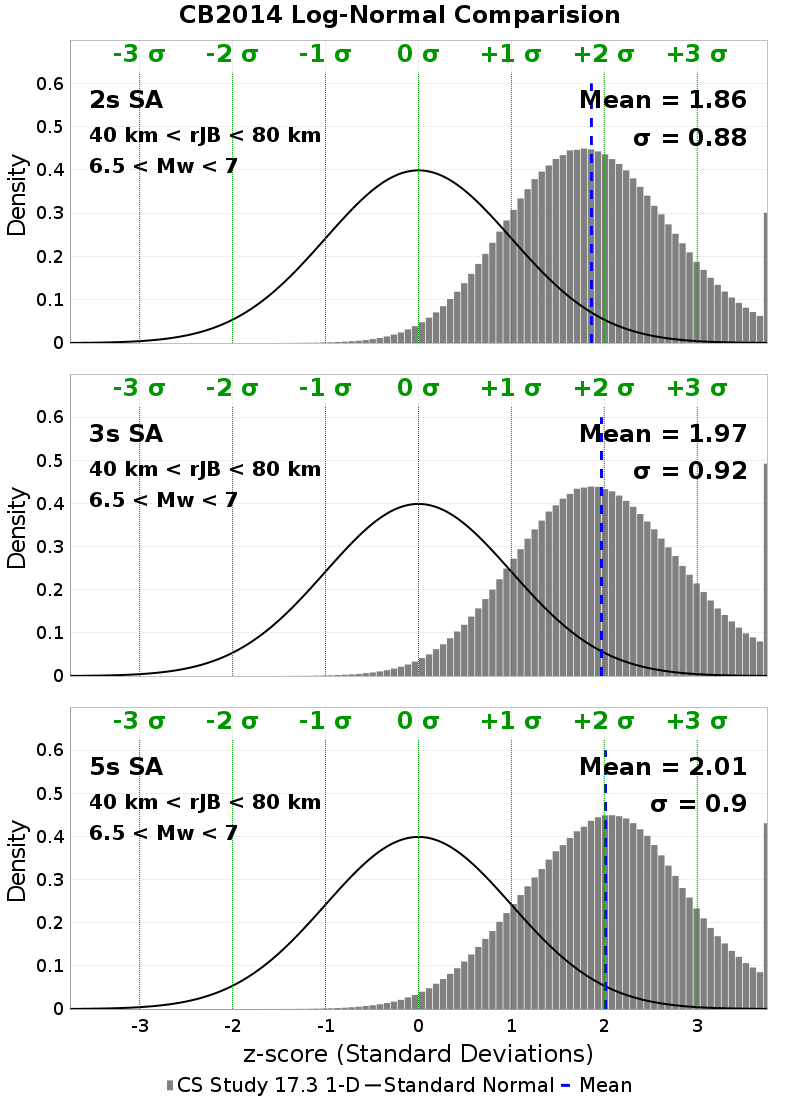 CB2014 Log-Normal Comparision
-3 σ -2 σ -1 σ 0 σ +1 σ +2 σ +3 σ
0.6
2s SA Mean = 1.86
0.5
40 km < rJB < 80 km σ = 0.88
6.5 < Mw < 7
0.4
0.3
0.2
0.1
0
Density
-3 σ -2 σ -1 σ 0 σ +1 σ +2 σ +3 σ
0.6
3s SA Mean = 1.97
0.5
40 km < rJB < 80 km σ = 0.92
6.5 < Mw < 7
0.4
0.3
0.2
0.1
0
Density
-3 σ -2 σ -1 σ 0 σ +1 σ +2 σ +3 σ
0.6
5s SA Mean = 2.01
0.5
40 km < rJB < 80 km σ = 0.9
6.5 < Mw < 7
0.4
0.3
0.2
0.1
0
Density
-3 -2 -1 0 1 2 3
z-score (Standard Deviations)
CS Study 17.3 1-D Standard Normal Mean